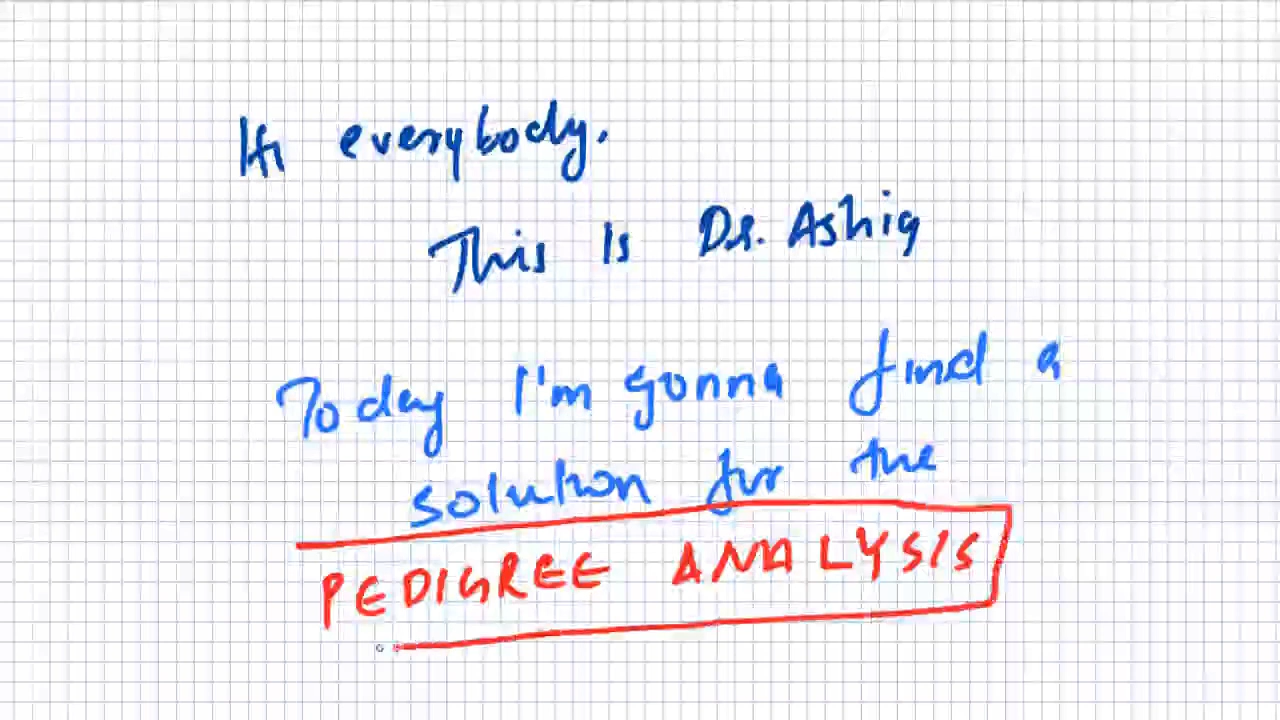 Hi everybody.
This Is Dr. Ashiq
Today I'm gonna find a
solution for the
PEDIGREE ANALYSIS